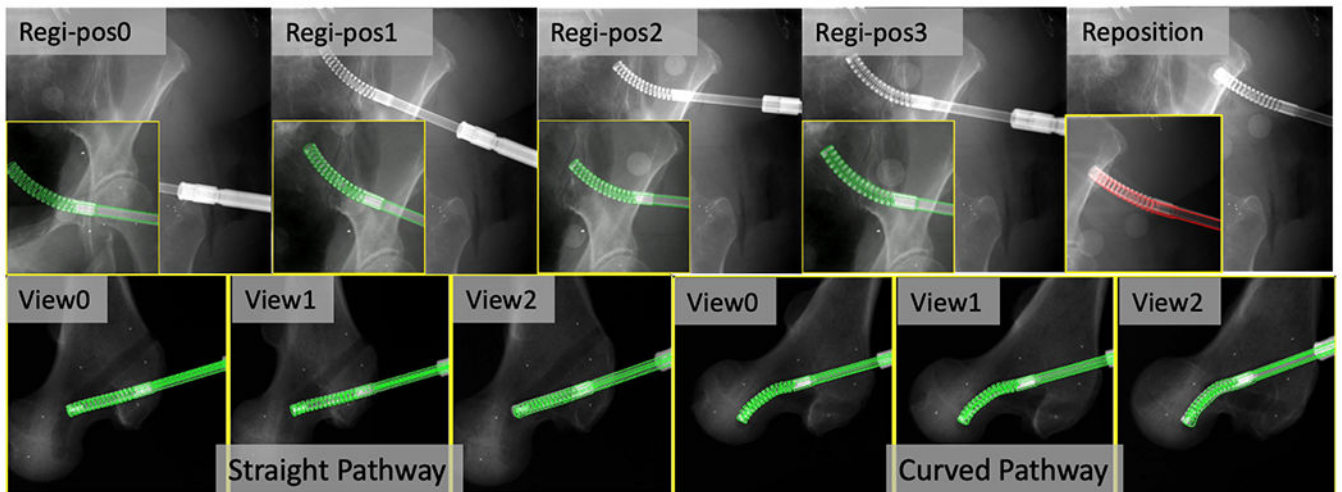 Regi-pos0
Regi-pos1
Regi-pos2
Regi-pos3
Reposition
View0
View1
View2
View0
View1
View2
Straight Pathway
Curved Pathway